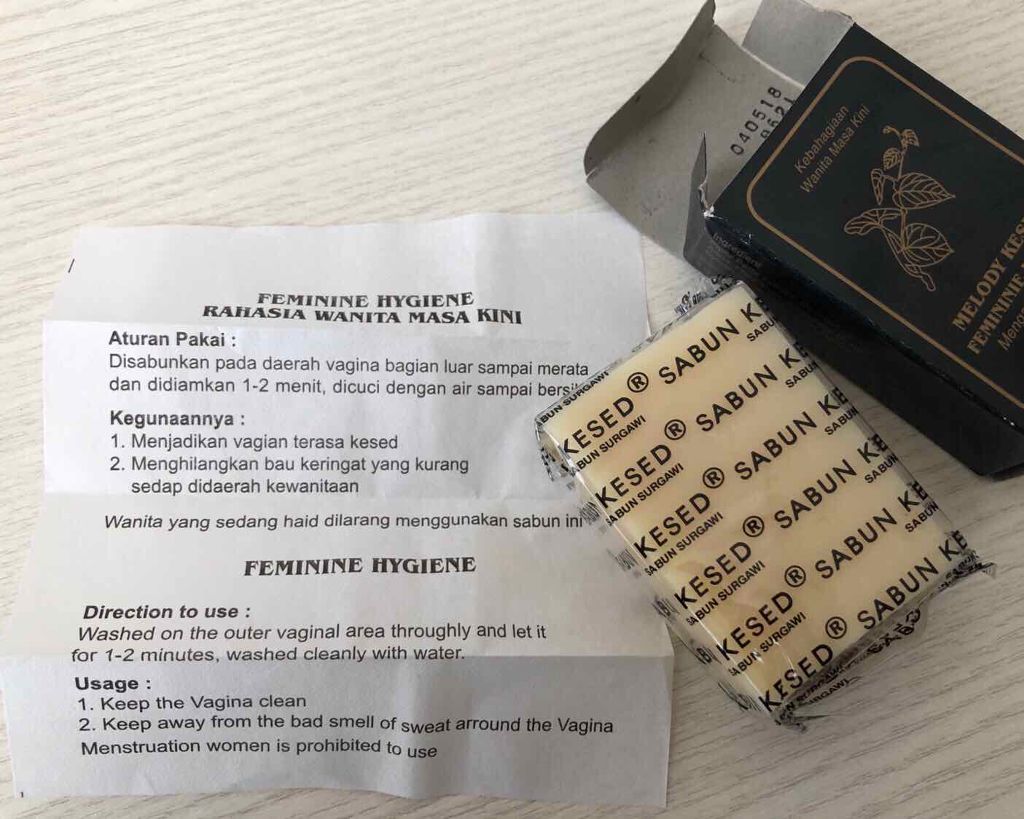 FEMININE HYGIENE
RAHASIA WANITA MASA KINI
Aturan Pakai :
Disabunkan pada daerah vagina bagian luar sampai merata
dan didiamkan 1-2 menit, dicuci dengan air sampai
Kegunaannya :
1. Menjadikan vagian terasa kesed
2. Menghilangkan bau keringat yang kurang
sedap didaerah kewanitaan
Wanita yang sedang haid dilarang menggunakan sabun ini
FEMININE HYGIENE
Direction to use :
Washed on the outer vaginal area throughly and let it
for 1-2 minutes, washed cleanly with water.
Usage :
1. Keep the Vagina clean
2. Keep away from the bad smell of sweat arround the Vagina
Menstruation women is prohibited to use
040518
Kebahagiaan
Wanita Masa Kini
MELODY
FEMININIE
KESED® SABUN
SABUN SURGAWI
KESED® SABUN
SABUN SURGAWI
KESED® SABUN
SABUN SURGAWI
KESED® SABUN
SABUN SURGAWI
KESED® SABUN
SABUN SURGAWI
KESED® SABUN